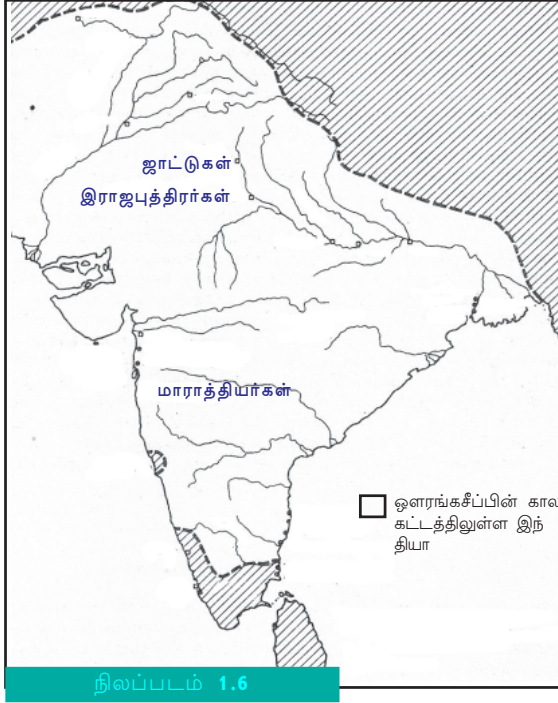 ஜாட்டுகள்
இராஜபுத்திரர்கள்
மாராத்தியர்கள்
ஔரங்கசீப்பின் கால
கட்டத்திலுள்ள இந்
தியா
நிலப்படம் 1.6